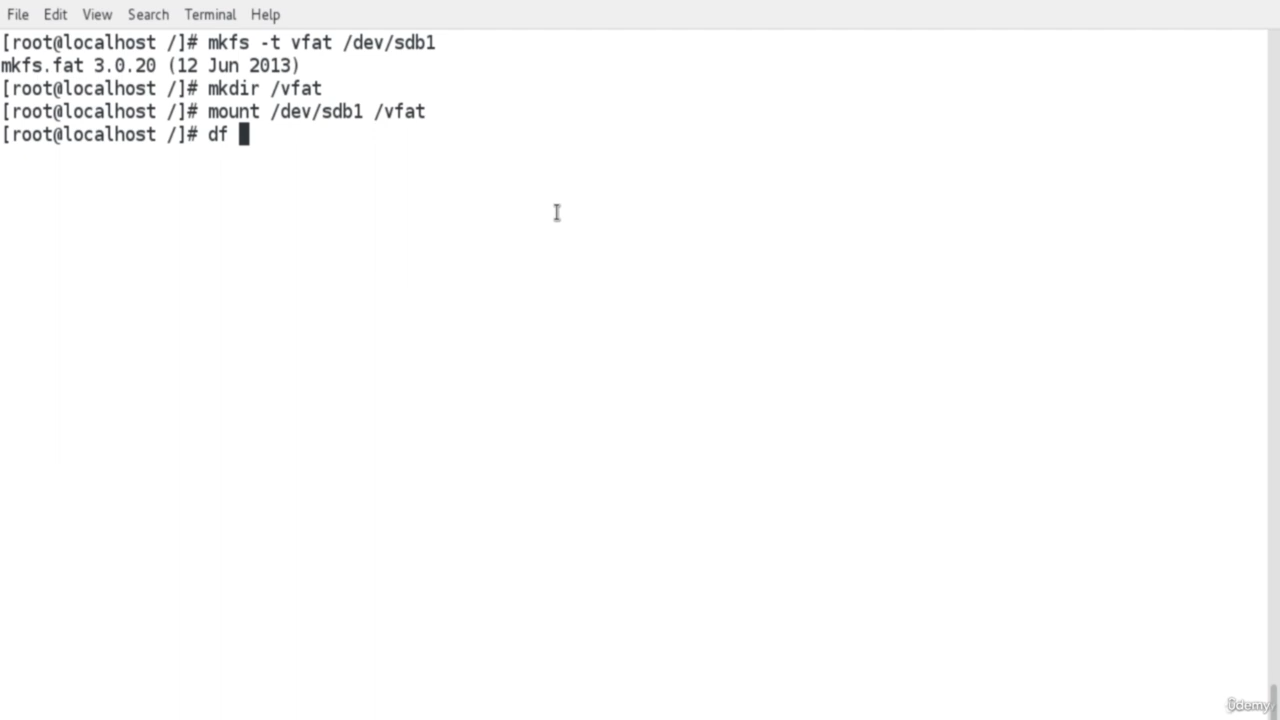 File Edit View Search Terminal Help
[root@localhost /]# mkfs -t vfat /dev/sdb1
mkfs.fat 3.0.20 (12 Jun 2013)
[root@localhost /]# mkdir /vfat
[root@localhost /]# mount /dev/sdb1 /vfat
[root@localhost /]# df
ûdemy